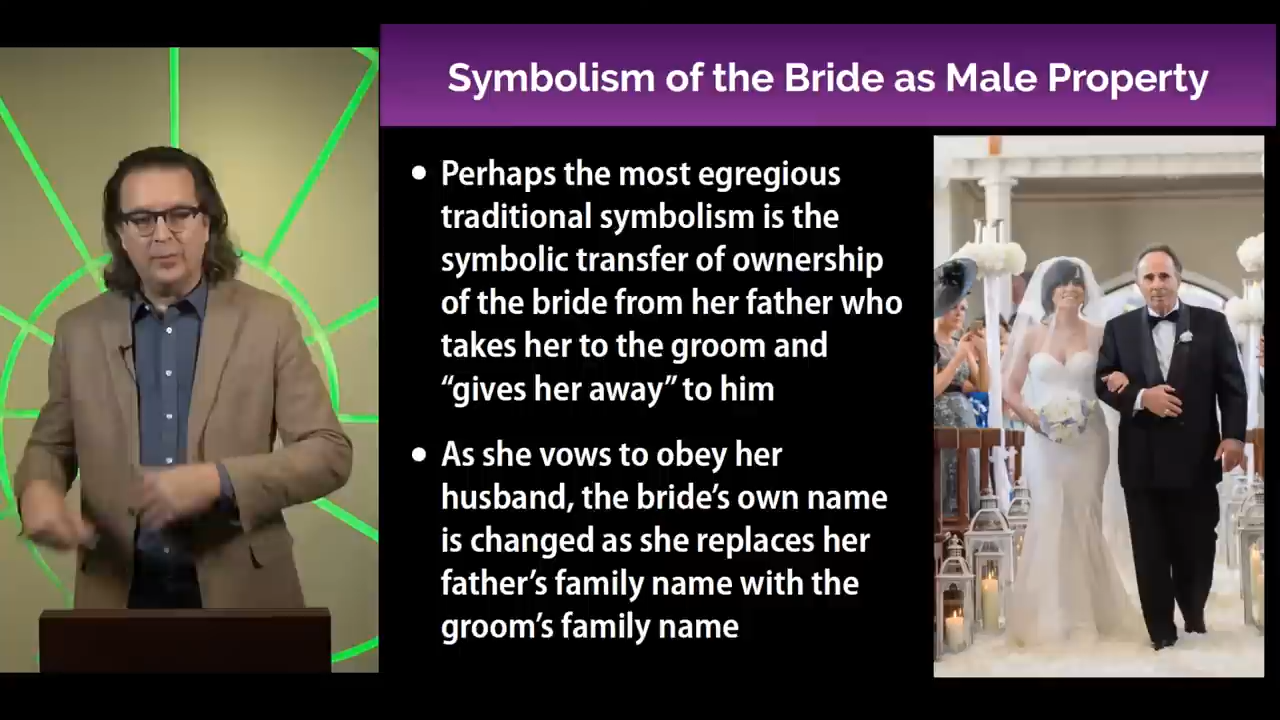 Symbolism of the Bride as Male Property
• Perhaps the most egregious
traditional symbolism is the
symbolic transfer of ownership
of the bride from her father who
takes her to the groom and
“gives her away” to him
• As she vows to obey her
husband, the bride’s own name
is changed as she replaces her
father’s family name with the
groom’s family name